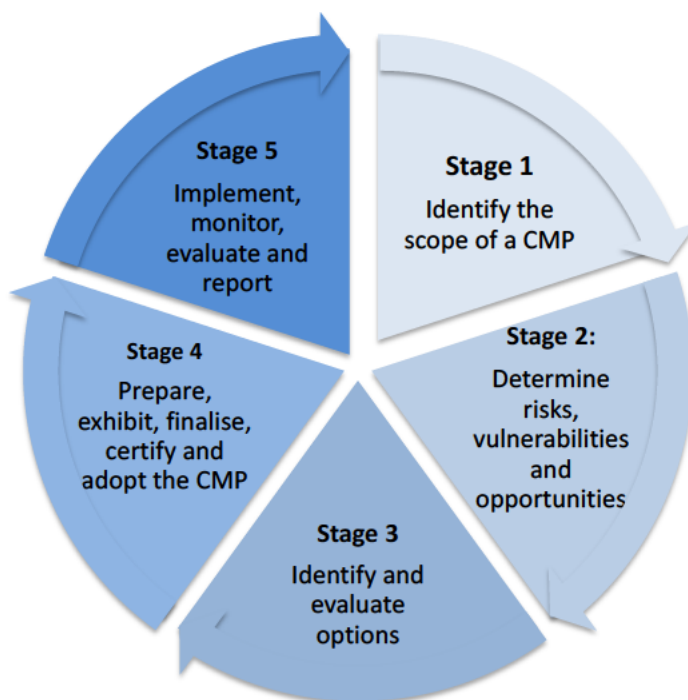 Stage 1
Identify the
scope of a CMP
Stage 2:
Determine
risks,
vulnerabilities
and
opportunities
Stage 3
Identify and
evaluate
options
Stage 4
Prepare,
exhibit, finalise,
certify and
adopt the CMP
Stage 5
Implement,
monitor,
evaluate and
report